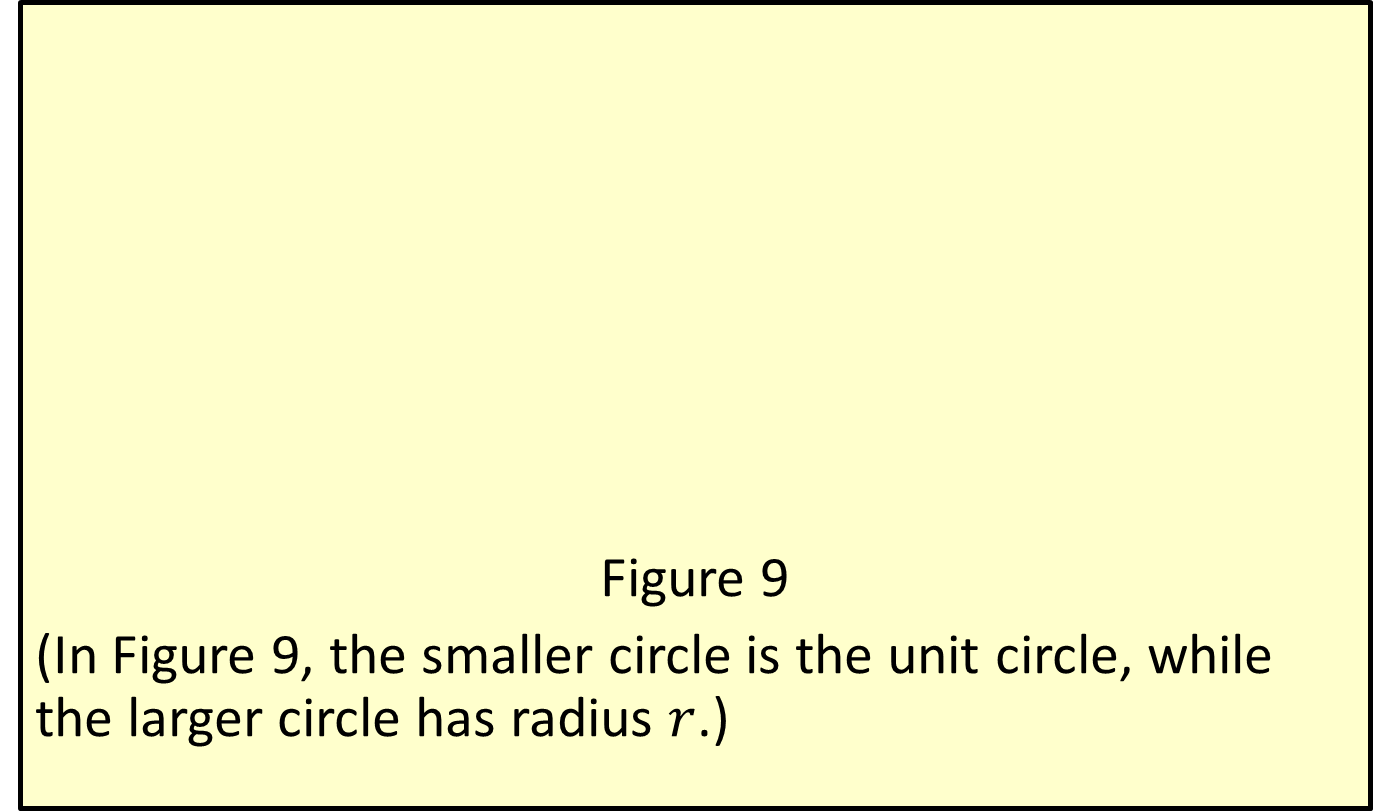 Figure 9
(In Figure 9, the smaller circle is the unit circle, while
the larger circle has radius r.)